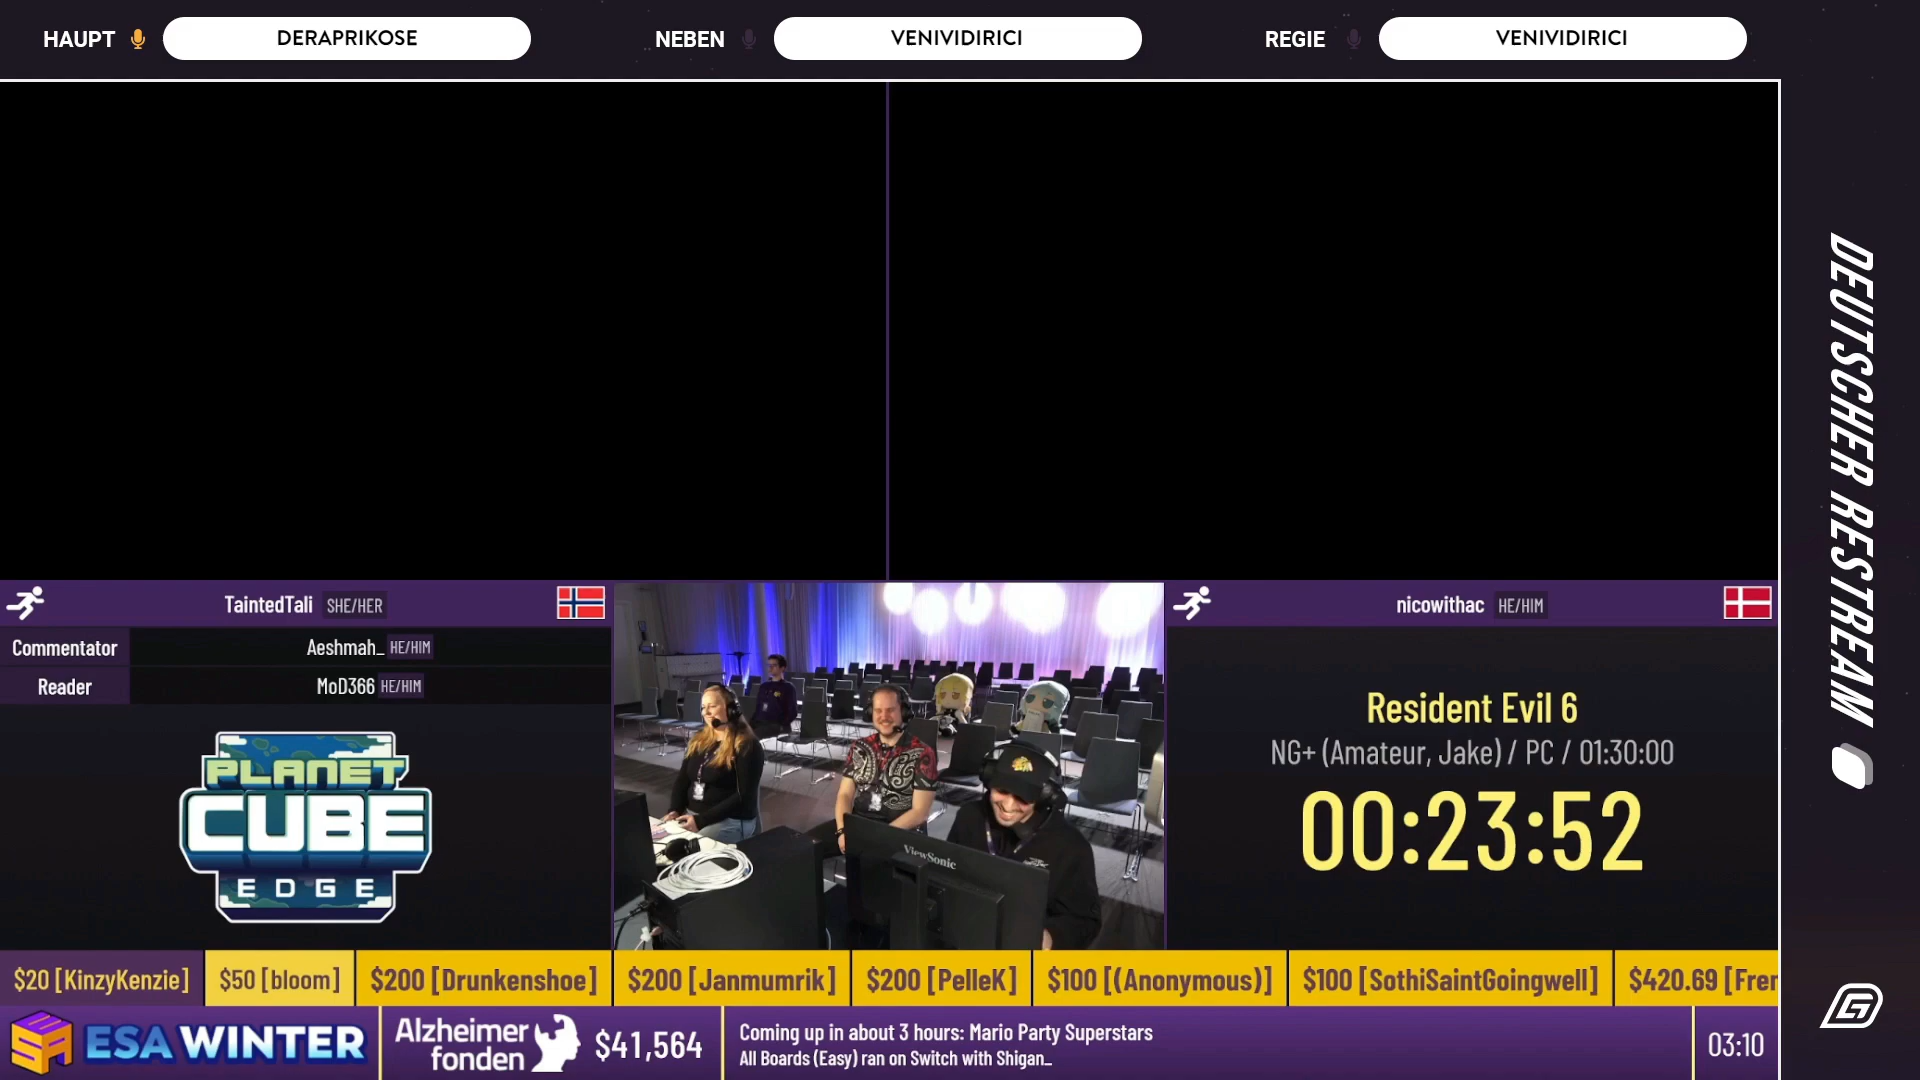 HAUPT DERAPRIKOSE NEBEN VENIVIDIRICI REGIE VENIVIDIRICI
DEUTSCHER RESTREAM
TaintedTali SHE/HER
Commentator Aeshmah_ HE/HIM
Reader MoD366 HE/HIM
PLANET
CUBE
EDGE
ViewSonic
nicowithac HE/HIM
Resident Evil 6
NG+ (Amateur, Jake) / PC / 01:30:00
00:23:52
$20 [KinzyKenzie] $50 [bloom] $200 [Drunkenshoe] $200 [Janmumrik] $200 [PelleK] $100 [(Anonymous)] $100 [SothiSaintGoingwell] $420.69 [Fren
ESA WINTER
Alzheimer
fonden
$41,564
Coming up in about 3 hours: Mario Party Superstars
All Boards (Easy) ran on Switch with Shigan_
03:10